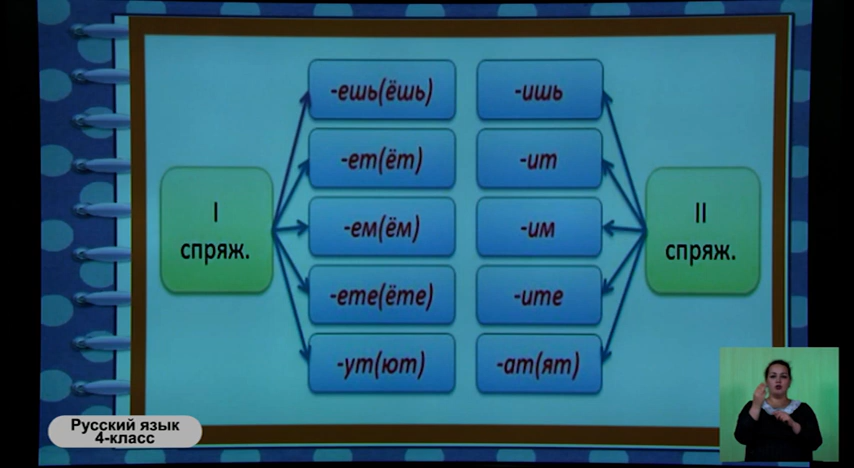 I
спряж.
-ешь(ёшь)
-ет(ёт)
-ем(ём)
-ете(ёте)
-ут(ют)
-ишь
-ит
-им
-ите
-ат(ят)
II
спряж.
Русский язык
4-класс